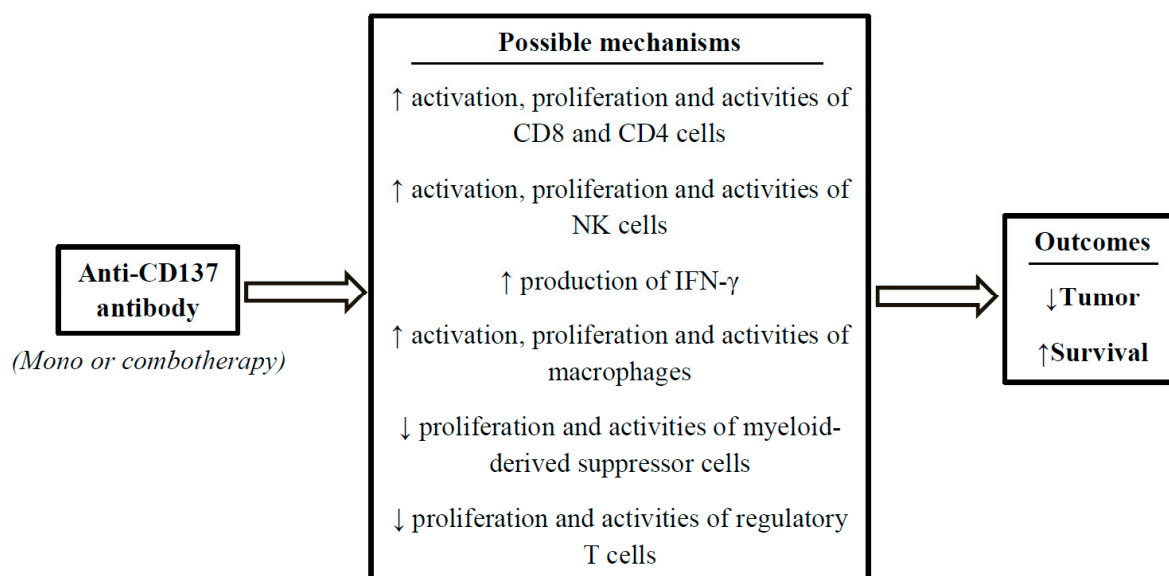 Anti-CD137
antibody
(Mono or combotherapy)
Possible mechanisms
↑ activation, proliferation and activities of
CD8 and CD4 cells
↑ activation, proliferation and activities of
NK cells
↑ production of IFN-γ
↑ activation, proliferation and activities of
macrophages
↓ proliferation and activities of myeloid-
derived suppressor cells
↓ proliferation and activities of regulatory
T cells
Outcomes
↓Tumor
↑Survival